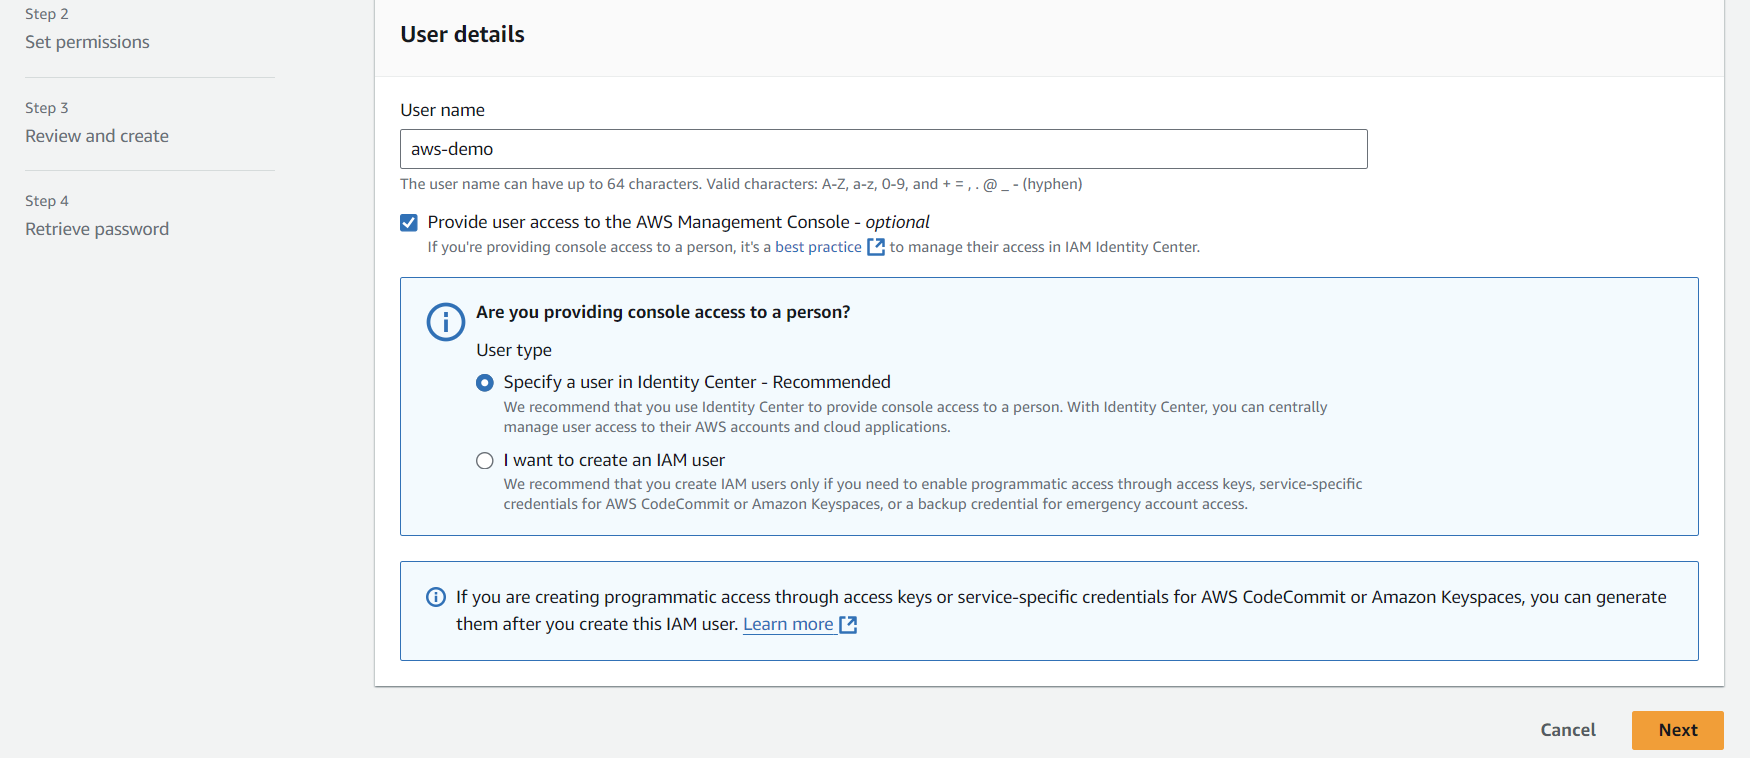 Step 2
Set permissions
Step 3
Review and create
Step 4
Retrieve password
User details
User name
aws-demo
The user name can have up to 64 characters. Valid characters: A-Z, a-z, 0-9, and + = , . @ _ - (hyphen)
Provide user access to the AWS Management Console - optional
If you're providing console access to a person, it's a best practice to manage their access in IAM Identity Center.
Are you providing console access to a person?
User type
Specify a user in Identity Center - Recommended
We recommend that you use Identity Center to provide console access to a person. With Identity Center, you can centrally
manage user access to their AWS accounts and cloud applications.
I want to create an IAM user
We recommend that you create IAM users only if you need to enable programmatic access through access keys, service-specific
credentials for AWS CodeCommit or Amazon Keyspaces, or a backup credential for emergency account access.
If you are creating programmatic access through access keys or service-specific credentials for AWS CodeCommit or Amazon Keyspaces, you can generate
them after you create this IAM user. Learn more
Cancel
Next